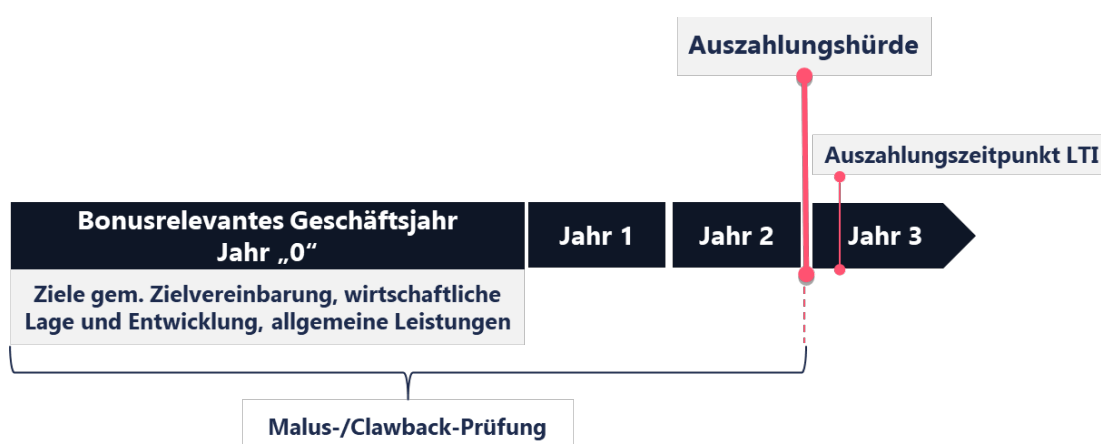 Auszahlungshürde
Auszahlungszeitpunkt LTI
Bonusrelevantes Geschäftsjahr
Jahr „0“
Jahr 1
Jahr 2
Jahr 3
Ziele gem. Zielvereinbarung, wirtschaftliche
Lage und Entwicklung, allgemeine Leistungen
Malus-/Clawback-Prüfung